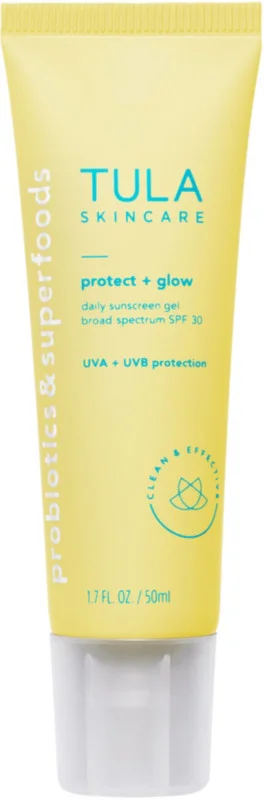 probiotics & superfoods
TULA
SKINCARE
protect + glow
daily sunscreen gel
broad spectrum SPF 30
UVA + UVB protection
CLEAN & EFFECTIVE
1.7 FL. OZ. / 50ml